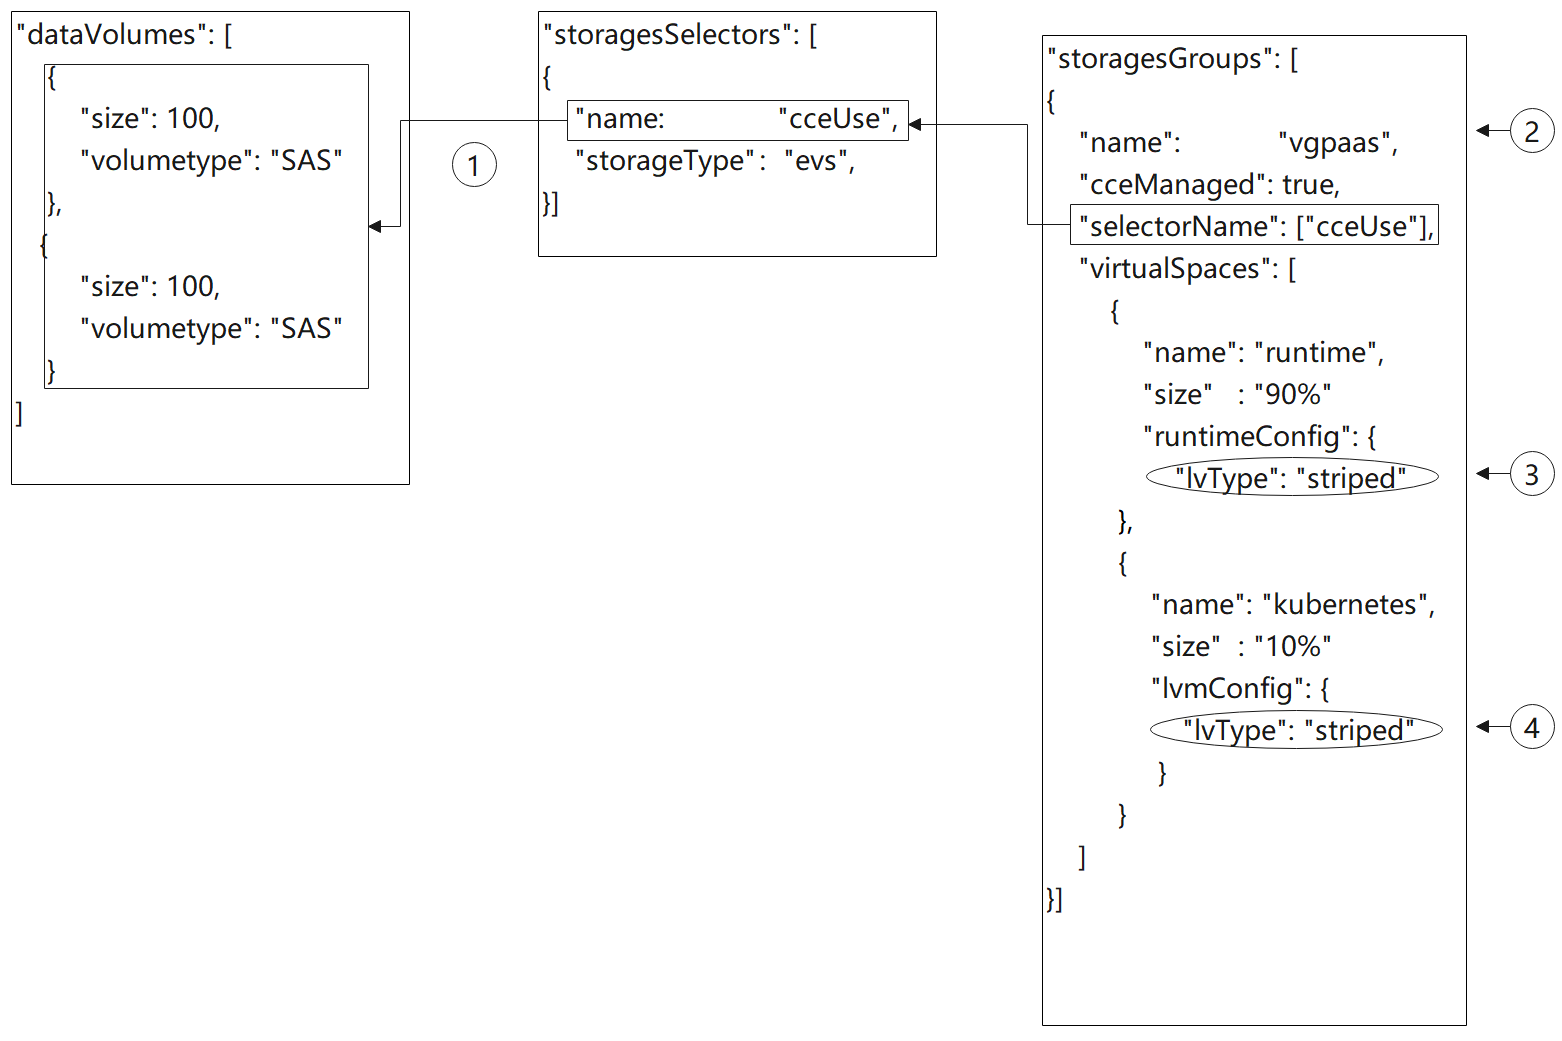 "dataVolumes": [
{
"size": 100,
"volumetype": "SAS"
},
{
"size": 100,
"volumetype": "SAS"
}
]
1
"storagesSelectors": [
{
"name: "cceUse",
"storageType": "evs",
}]
"storagesGroups": [
{
"name": "vgpaas",
"cceManaged": true,
"selectorName": ["cceUse"],
"virtualSpaces": [
{
"name": "runtime",
"size" : "90%"
"runtimeConfig": {
"lvType": "striped"
},
{
"name": "kubernetes",
"size" : "10%"
"lvmConfig": {
"lvType": "striped"
}
}
]
}]
2
3
4